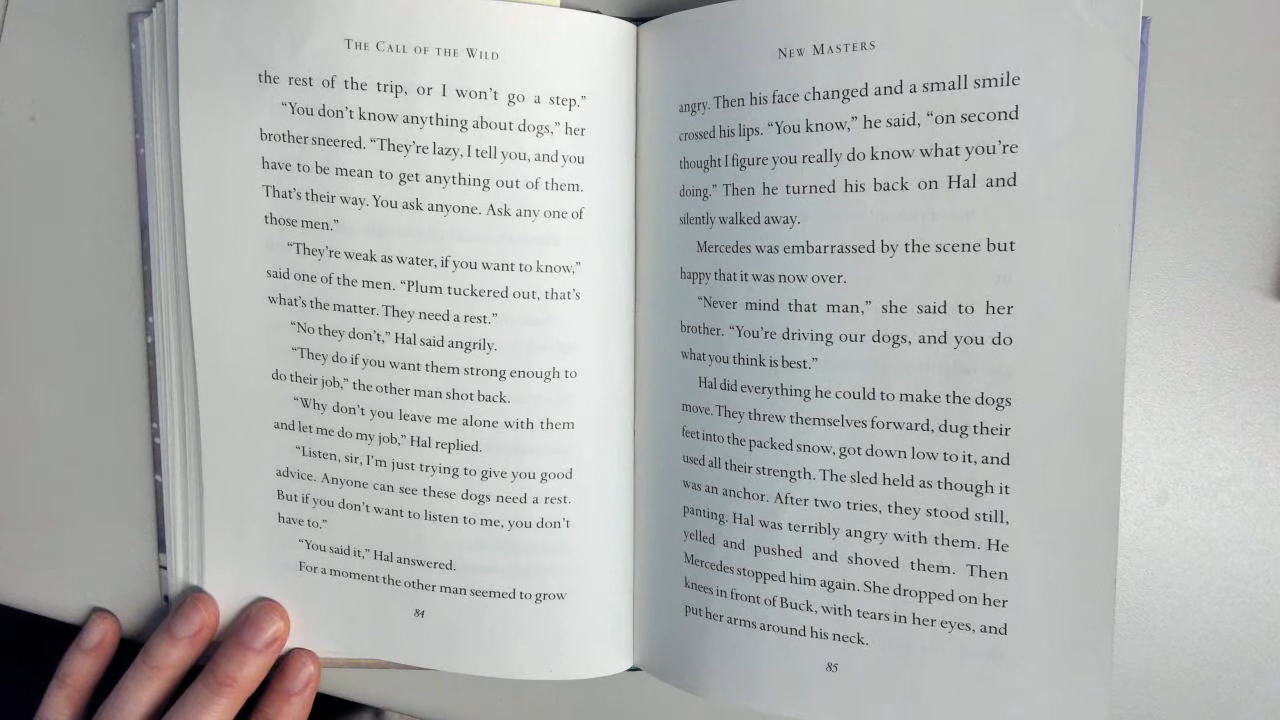 THE CALL OF THE WILD
the rest of the trip, or I won't go a step."
"You don't know anything about dogs," her
brother sneered. "They're lazy, I tell you, and you
have to be mean to get anything out of them.
That's their way. You ask anyone. Ask any one of
those men."
"They're weak as water, if you want to know,"
said one of the men. "Plum tuckered out, that's
what's the matter. They need a rest."
"No they don't," Hal said angrily.
"They do if you want them strong enough to
do their job," the other man shot back.
"Why don't you leave me alone with them
and let me do my job," Hal replied.
"Listen, sir, I'm just trying to give you good
advice. Anyone can see these dogs need a rest.
But if you don't want to listen to me, you don't
have to."
"You said it," Hal answered.
For a moment the other man seemed to grow
84
NEW MASTERS
angry. Then his face changed and a small smile
crossed his lips. "You know," he said, "on second
thought I figure you really do know what you're
doing." Then he turned his back on Hal and
silently walked away.
Mercedes was embarrassed by the scene but
happy that it was now over.
"Never mind that man," she said to her
brother. "You're driving our dogs, and you do
what you think is best."
Hal did everything he could to make the dogs
move. They threw themselves forward, dug their
feet into the packed snow, got down low to it, and
used all their strength. The sled held as though it
was an anchor. After two tries, they stood still,
panting. Hal was terribly angry with them. He
yelled and pushed and shoved them. Then
Mercedes stopped him again. She dropped on her
knees in front of Buck, with tears in her eyes, and
put her arms around his neck.
85